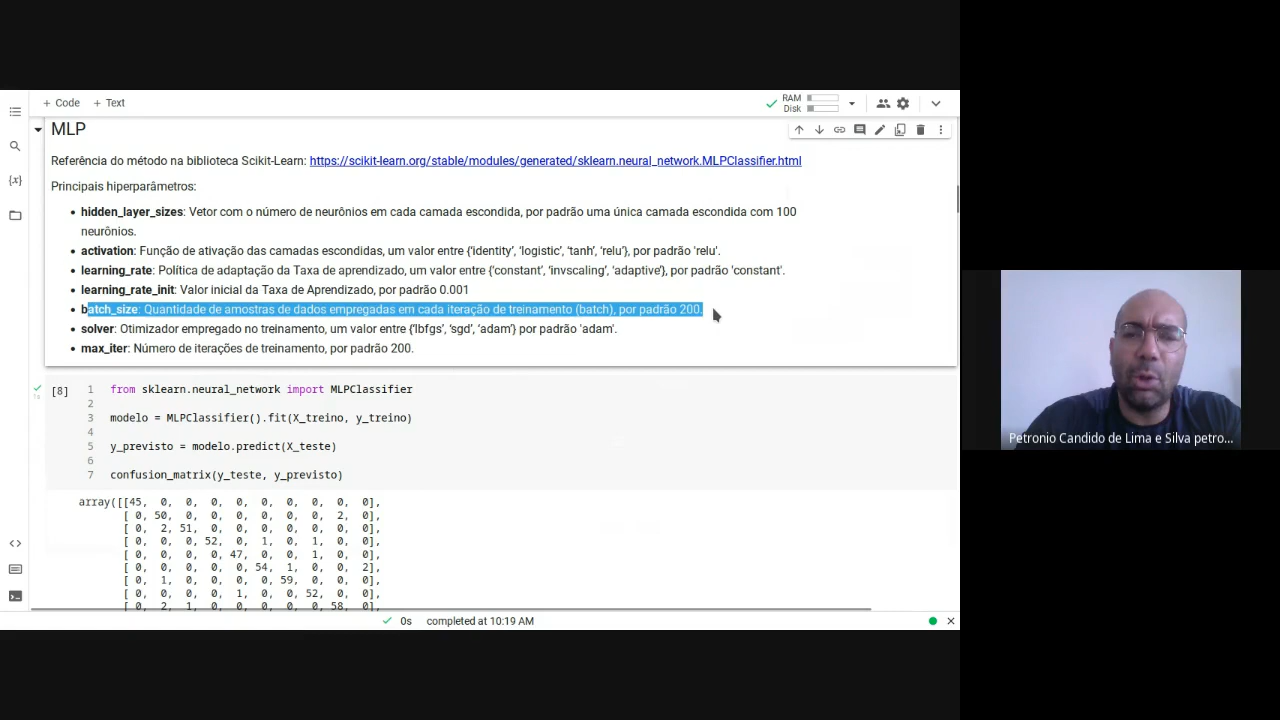 + Code + Text
RAM
Disk
MLP
Referência do método na biblioteca Scikit-Learn: https://scikit-learn.org/stable/modules/generated/sklearn.neural_network.MLPClassifier.html
Principais hiperparâmetros:
• hidden_layer_sizes: Vetor com o número de neurônios em cada camada escondida, por padrão uma única camada escondida com 100
neurônios.
• activation: Função de ativação das camadas escondidas, um valor entre {'identity', 'logistic', 'tanh', 'relu'}, por padrão 'relu'.
• learning_rate: Política de adaptação da Taxa de aprendizado, um valor entre {'constant', 'invscaling', 'adaptive'}, por padrão 'constant'.
• learning_rate_init: Valor inicial da Taxa de Aprendizado, por padrão 0.001
• batch_size: Quantidade de amostras de dados empregadas em cada iteração de treinamento (batch), por padrão 200.
• solver: Otimizador empregado no treinamento, um valor entre {'lbfgs', 'sgd', 'adam'} por padrão 'adam'.
• max_iter: Número de iterações de treinamento, por padrão 200.
[8] 1 from sklearn.neural_network import MLPClassifier
2
3 modelo = MLPClassifier().fit(X_treino, y_treino)
4
5 y_previsto = modelo.predict(X_teste)
6
7 confusion_matrix(y_teste, y_previsto)
array([[45, 0, 0, 0, 0, 0, 0, 0, 0, 0],
[ 0, 50, 0, 0, 0, 0, 0, 0, 2, 0],
[ 0, 2, 51, 0, 0, 0, 0, 0, 0, 0],
[ 0, 0, 0, 52, 0, 1, 0, 1, 0, 0],
[ 0, 0, 0, 0, 47, 0, 0, 1, 0, 0],
[ 0, 0, 0, 0, 0, 54, 1, 0, 0, 2],
[ 0, 1, 0, 0, 0, 0, 59, 0, 0, 0],
[ 0, 0, 0, 0, 1, 0, 0, 52, 0, 0],
[ 0, 2, 1, 0, 0, 0, 0, 0, 58, 0],
0s completed at 10:19 AM
Petronio Candido de Lima e Silva petro...